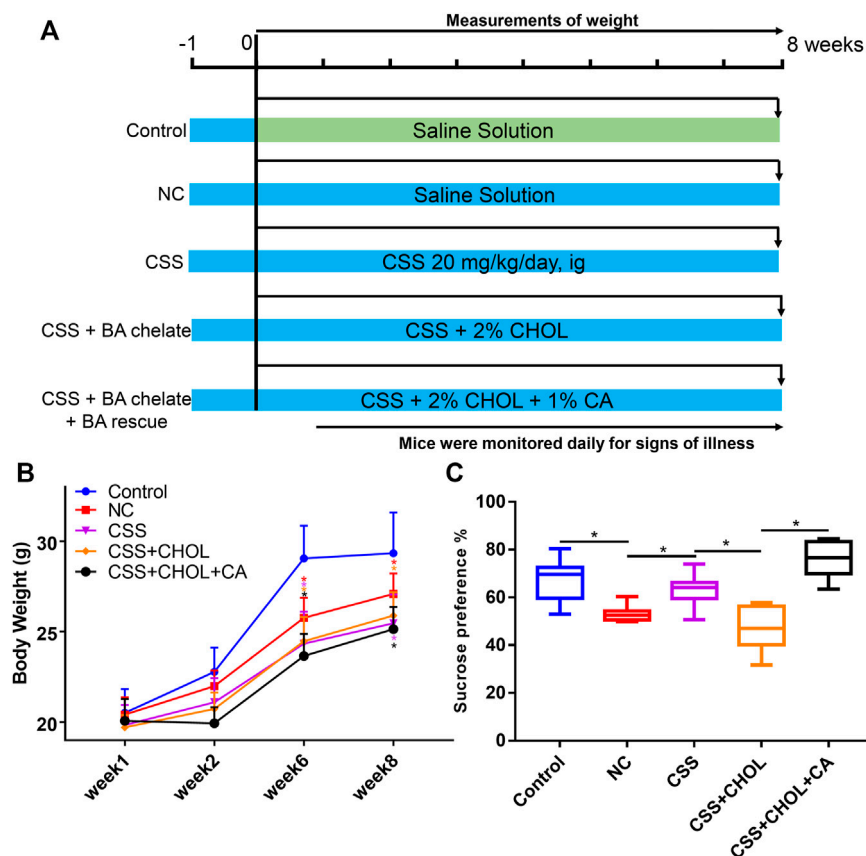 A
Measurements of weight
-1
0
8 weeks
Control
Saline Solution
NC
Saline Solution
CSS
CSS 20 mg/kg/day, ig
CSS + BA chelate
CSS + 2% CHOL
CSS + BA chelate
+ BA rescue
CSS + 2% CHOL + 1% CA
Mice were monitored daily for signs of illness
B
Control
NC
CSS
CSS+CHOL
CSS+CHOL+CA
Body Weight (g)
30
25
20
*
*
*
*
*
*
*
*
week1
week2
week6
week8
C
Sucrose preference %
100
80
60
40
20
0
*
*
*
*
Control
NC
CSS
CSS+CHOL
CSS+CHOL+CA